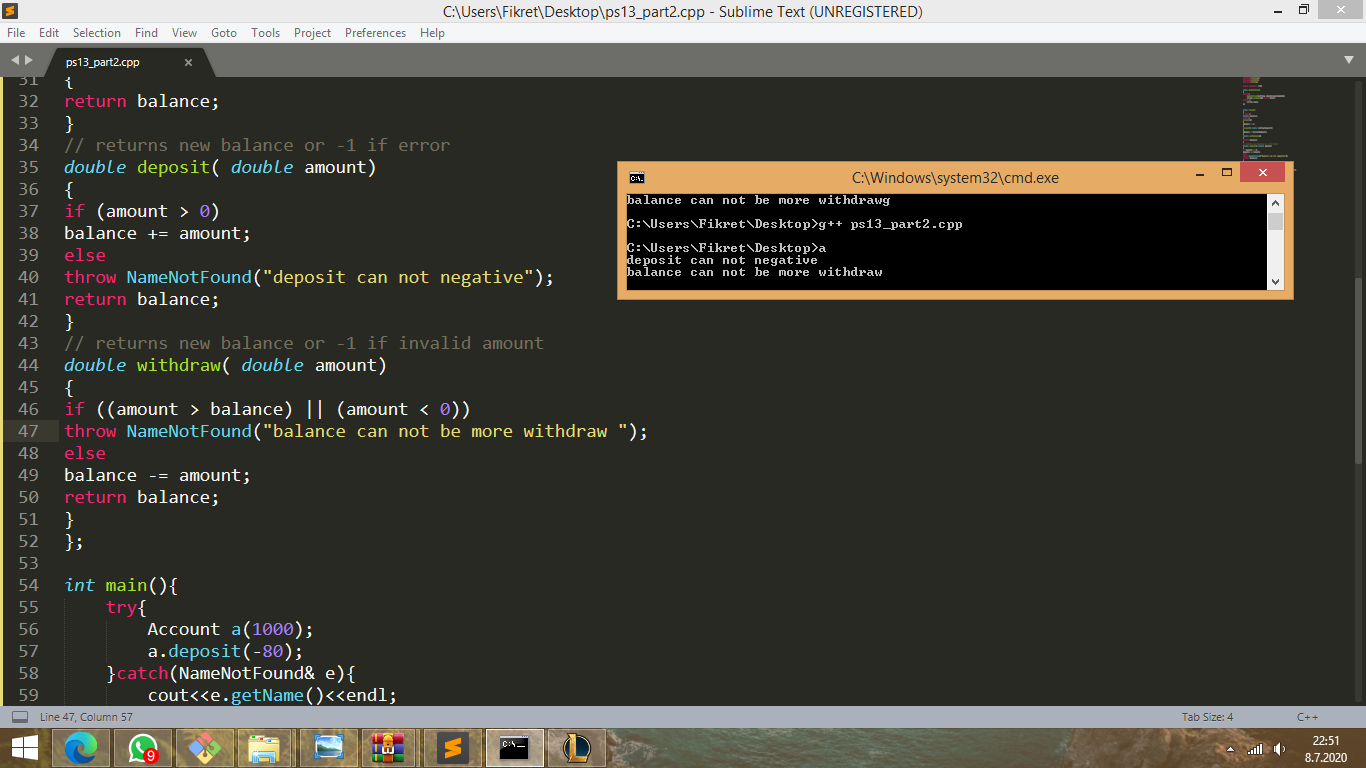 C:\Users\Fikret\Desktop\ps13_part2.cpp - Sublime Text (UNREGISTERED)
File Edit Selection Find View Goto Tools Project Preferences Help
ps13_part2.cpp
31 {
32 return balance;
33 }
34 // returns new balance or -1 if error
35 double deposit( double amount)
36 {
37 if (amount > 0)
38 balance += amount;
39 else
40 throw NameNotFound("deposit can not negative");
41 return balance;
42 }
43 // returns new balance or -1 if invalid amount
44 double withdraw( double amount)
45 {
46 if ((amount > balance) || (amount < 0))
47 throw NameNotFound("balance can not be more withdraw ");
48 else
49 balance -= amount;
50 return balance;
51 }
52 };
53
54 int main(){
55 try{
56 Account a(1000);
57 a.deposit(-80);
58 }catch(NameNotFound& e){
59 cout<<e.getName()<<endl;
C:\Windows\system32\cmd.exe
balance can not be more withdrawg
C:\Users\Fikret\Desktop>g++ ps13_part2.cpp
C:\Users\Fikret\Desktop>a
deposit can not negative
balance can not be more withdraw
Line 47, Column 57
Tab Size: 4
C++
9
22:51
8.7.2020